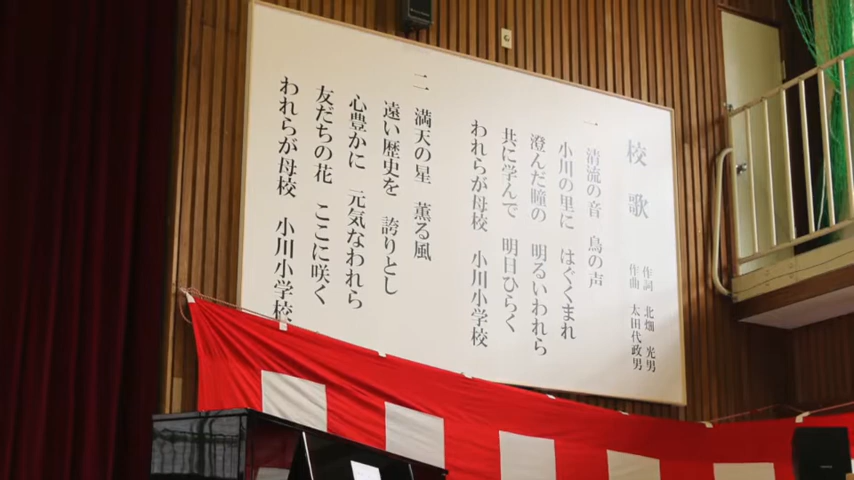 校歌
作詞 北畑 光男
作曲 太田代政男
一 清流の音 鳥の声
小川の里に はぐくまれ
澄んだ瞳の 明るいわれら
共に学んで 明日ひらく
われらが母校 小川小学校
二 満天の星 薫る風
遠い歴史を 誇りとし
心豊かに 元気なわれら
友だちの花 ここに咲く
われらが母校 小川小学校